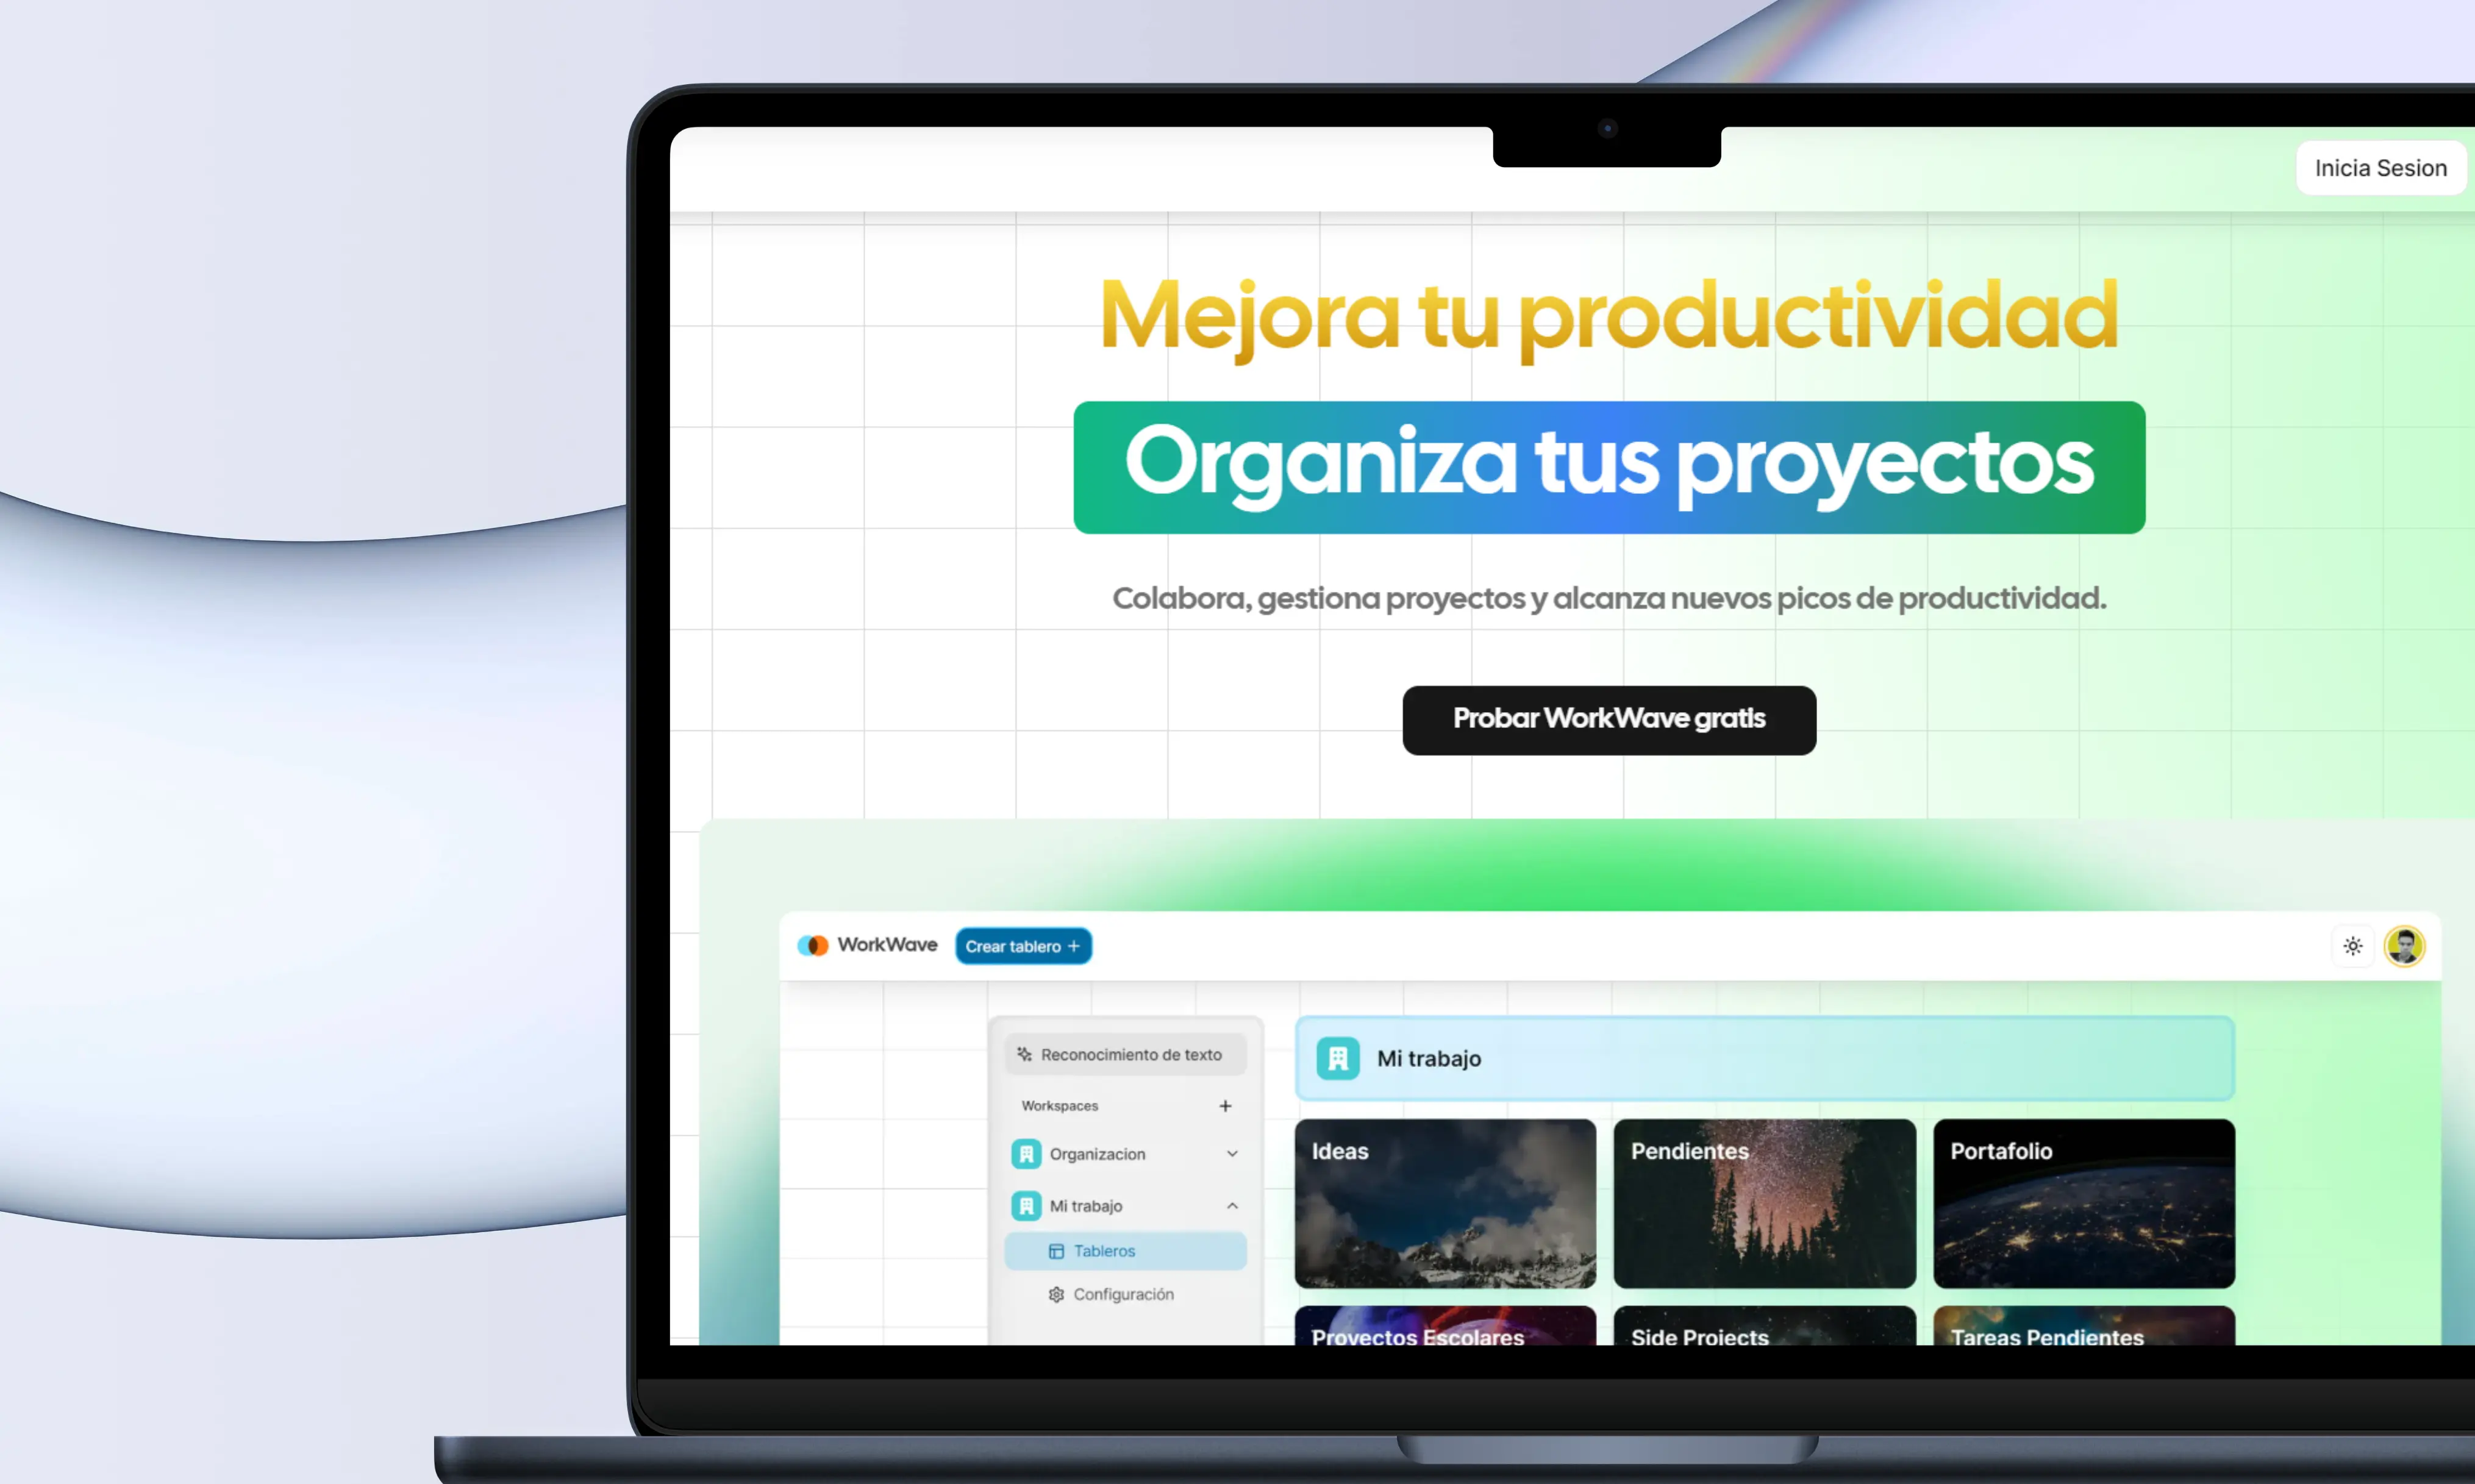 Inicia Sesion
Mejora tu productividad
Organiza tus proyectos
Colabora, gestiona proyectos y alcanza nuevos picos de productividad.
Probar WorkWave gratis
WorkWave
Crear tablero +
Reconocimiento de texto
Workspaces +
Organizacion
Mi trabajo
Tableros
Configuración
Mi trabajo
Ideas
Pendientes
Portafolio
Proyectos Escolares
Side Projects
Tareas Pendientes